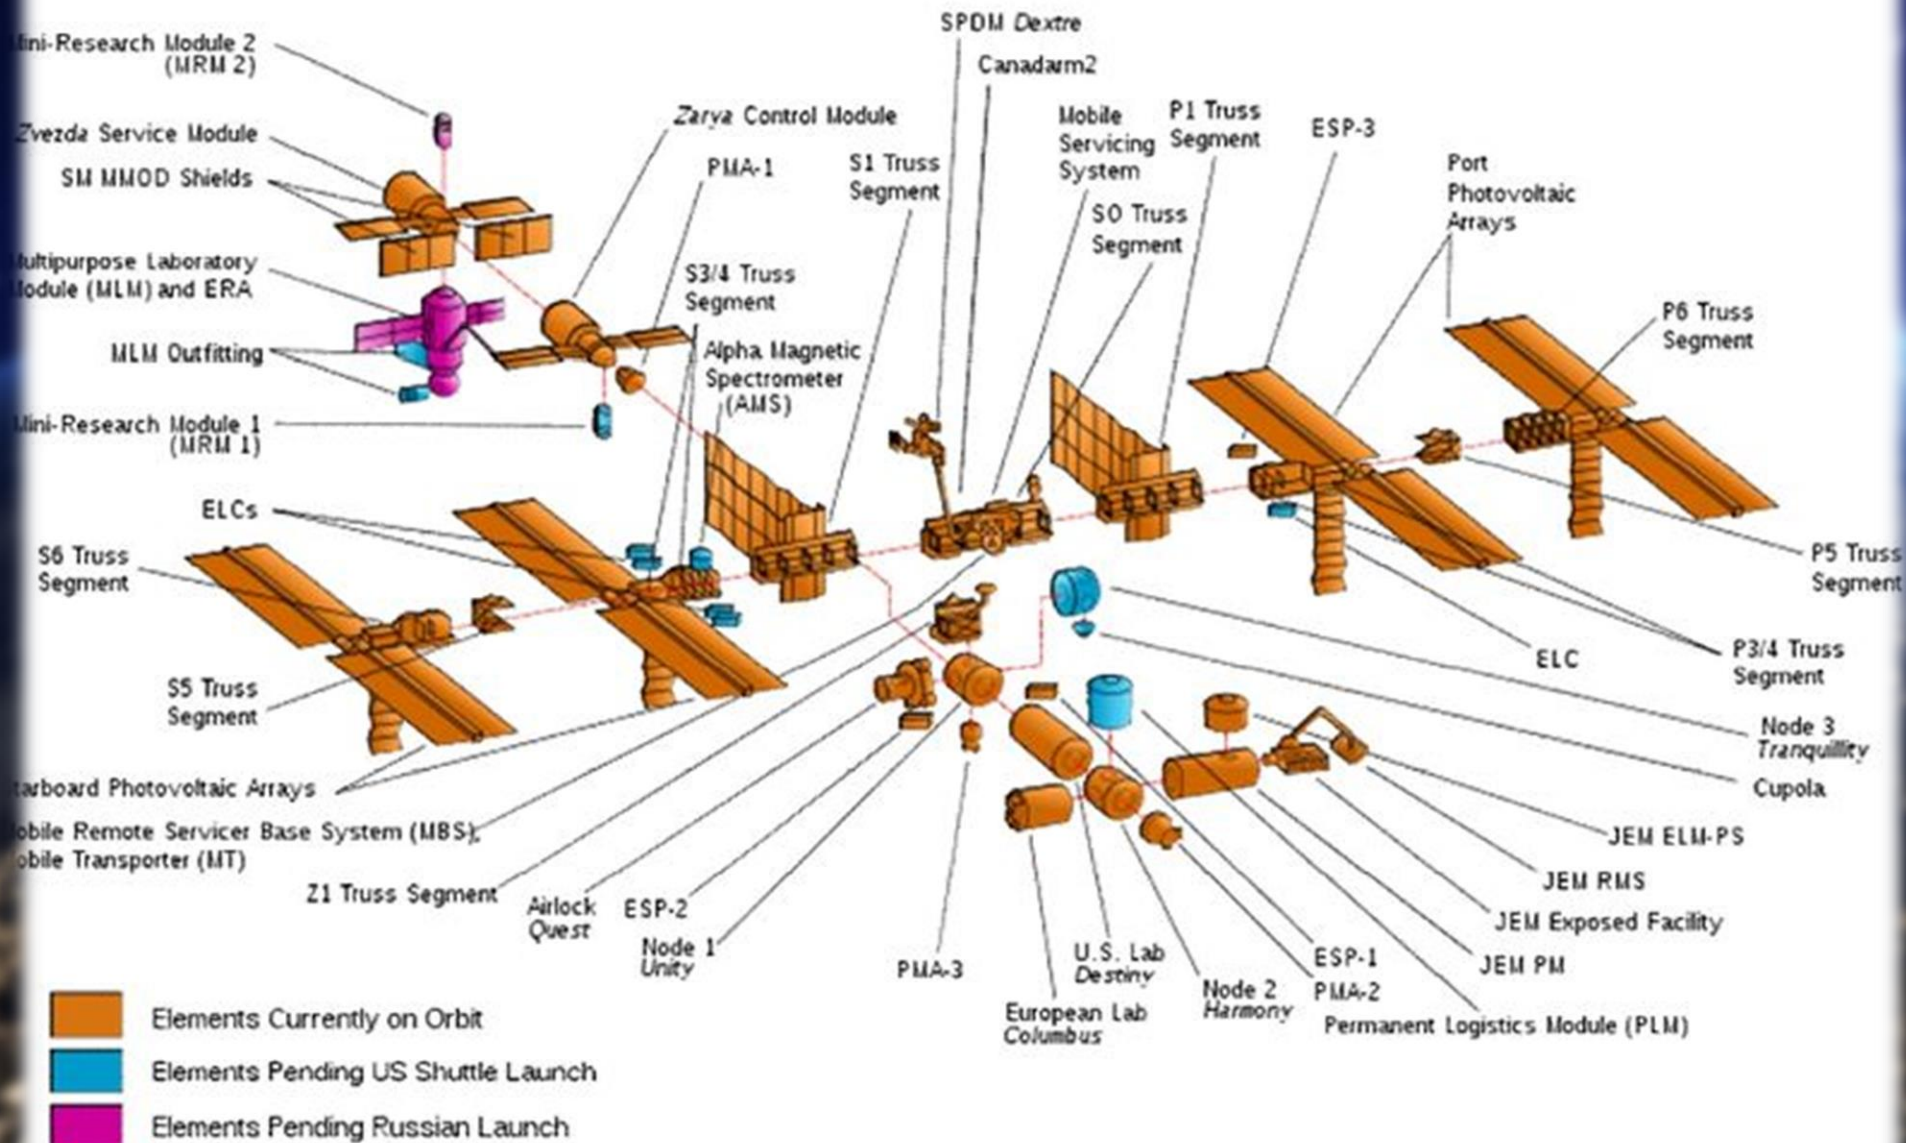 SPDM Dextre
Canadarm2
ini-Research Module 2
(MRM 2)
Zvezda Service Module
SM MMOD Shields
ultipurpose Laboratory
odule (MLM) and ERA
MLM Outfitting
ini-Research Module 1
(MRM 1)
Zarya Control Module
PMA-1
S1 Truss
Segment
S3/4 Truss
Segment
Alpha Magnetic
Spectrometer
(AMS)
Mobile
Servicing
System
S0 Truss
Segment
P1 Truss
Segment
ESP-3
Port
Photovoltaic
Arrays
P6 Truss
Segment
P5 Truss
Segment
ELCs
S6 Truss
Segment
S5 Truss
Segment
tarboard Photovoltaic Arrays
obile Remote Servicer Base System (MBS),
obile Transporter (MT)
Z1 Truss Segment
Airlock
Quest
ESP-2
Node 1
Unity
PMA-3
U.S. Lab
Destiny
European Lab
Columbus
Node 2
Harmony
ESP-1
PMA-2
Permanent Logistics Module (PLM)
JEM PM
JEM Exposed Facility
JEM RMS
JEM ELM-PS
Cupola
Node 3
Tranquillity
P3/4 Truss
Segment
ELC
Elements Currently on Orbit
Elements Pending US Shuttle Launch
Elements Pending Russian Launch